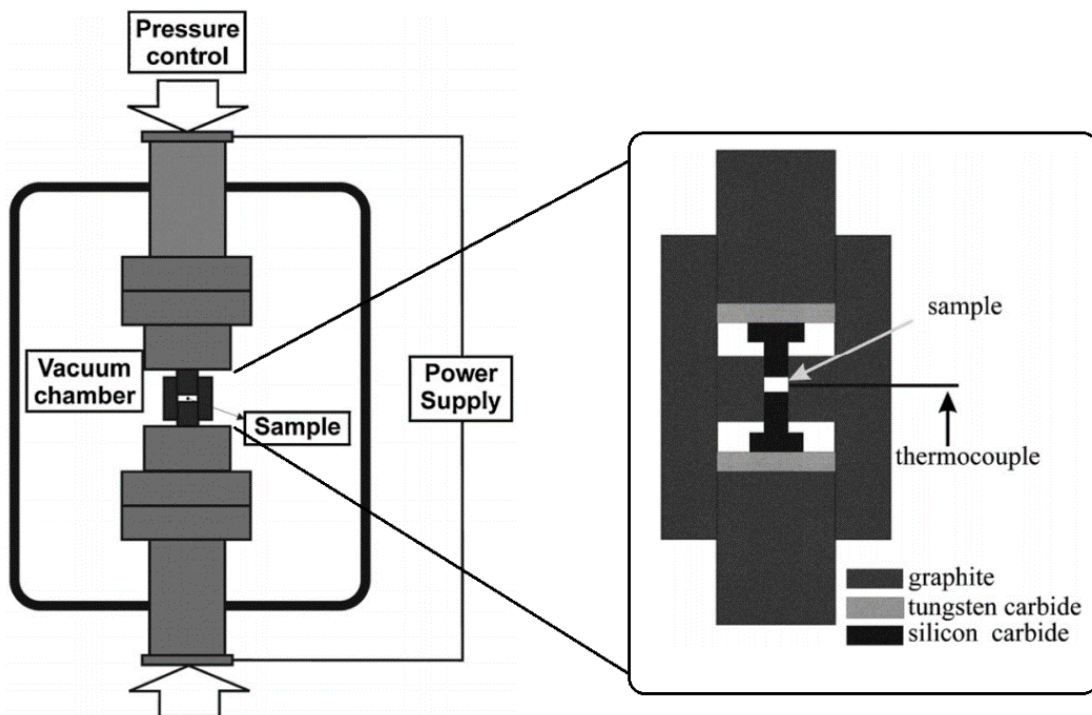 Pressure
control
Vacuum
chamber
Power
Supply
Sample
sample
thermocouple
graphite
tungsten carbide
silicon carbide